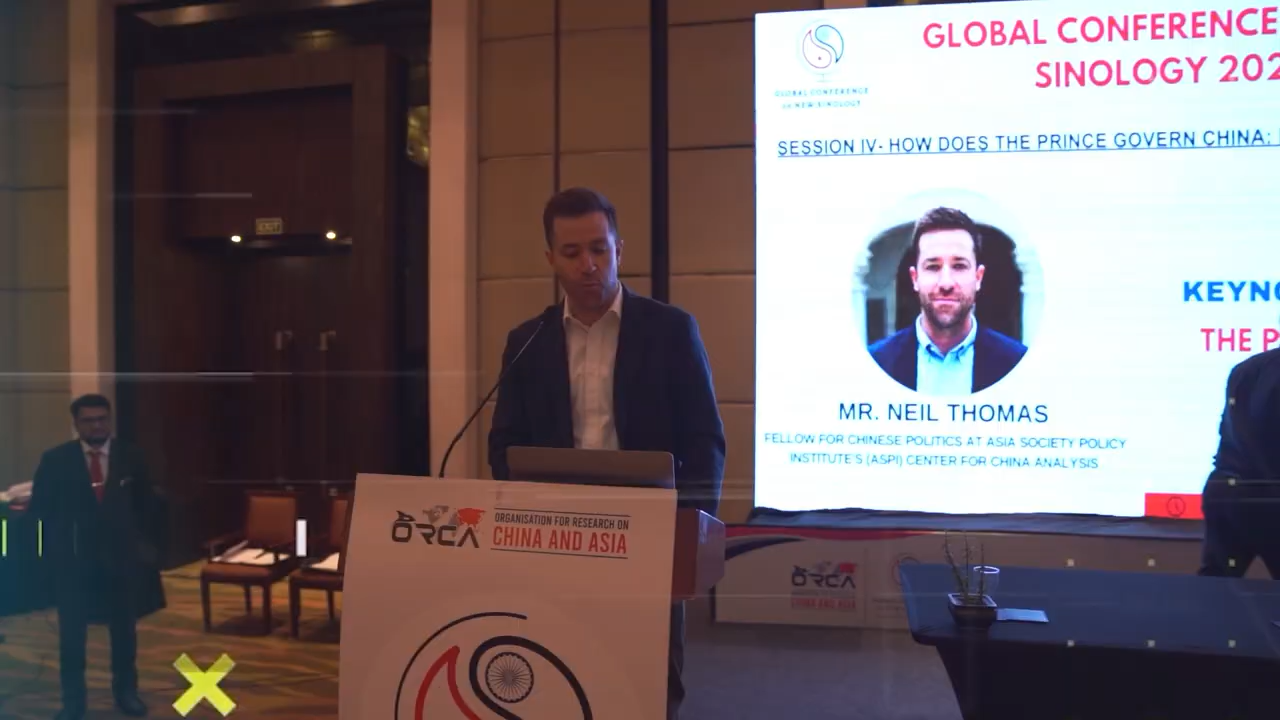 GLOBAL CONFERENCE
SINOLOGY 202
GLOBAL CONFERENCE
on NEW SINOLOGY
SESSION IV- HOW DOES THE PRINCE GOVERN CHINA:
KEYN
THE P
MR. NEIL THOMAS
FELLOW FOR CHINESE POLITICS AT ASIA SOCIETY POLICY
INSTITUTE'S (ASPI) CENTER FOR CHINA ANALYSIS
EXIT
ORCA
ORGANISATION FOR RESEARCH ON
CHINA AND ASIA
ORCA
CHINA AND ASIA